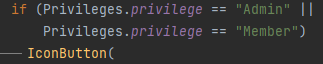 if (Privileges.privilege == "Admin" ||
Privileges.privilege == "Member")
IconButton(